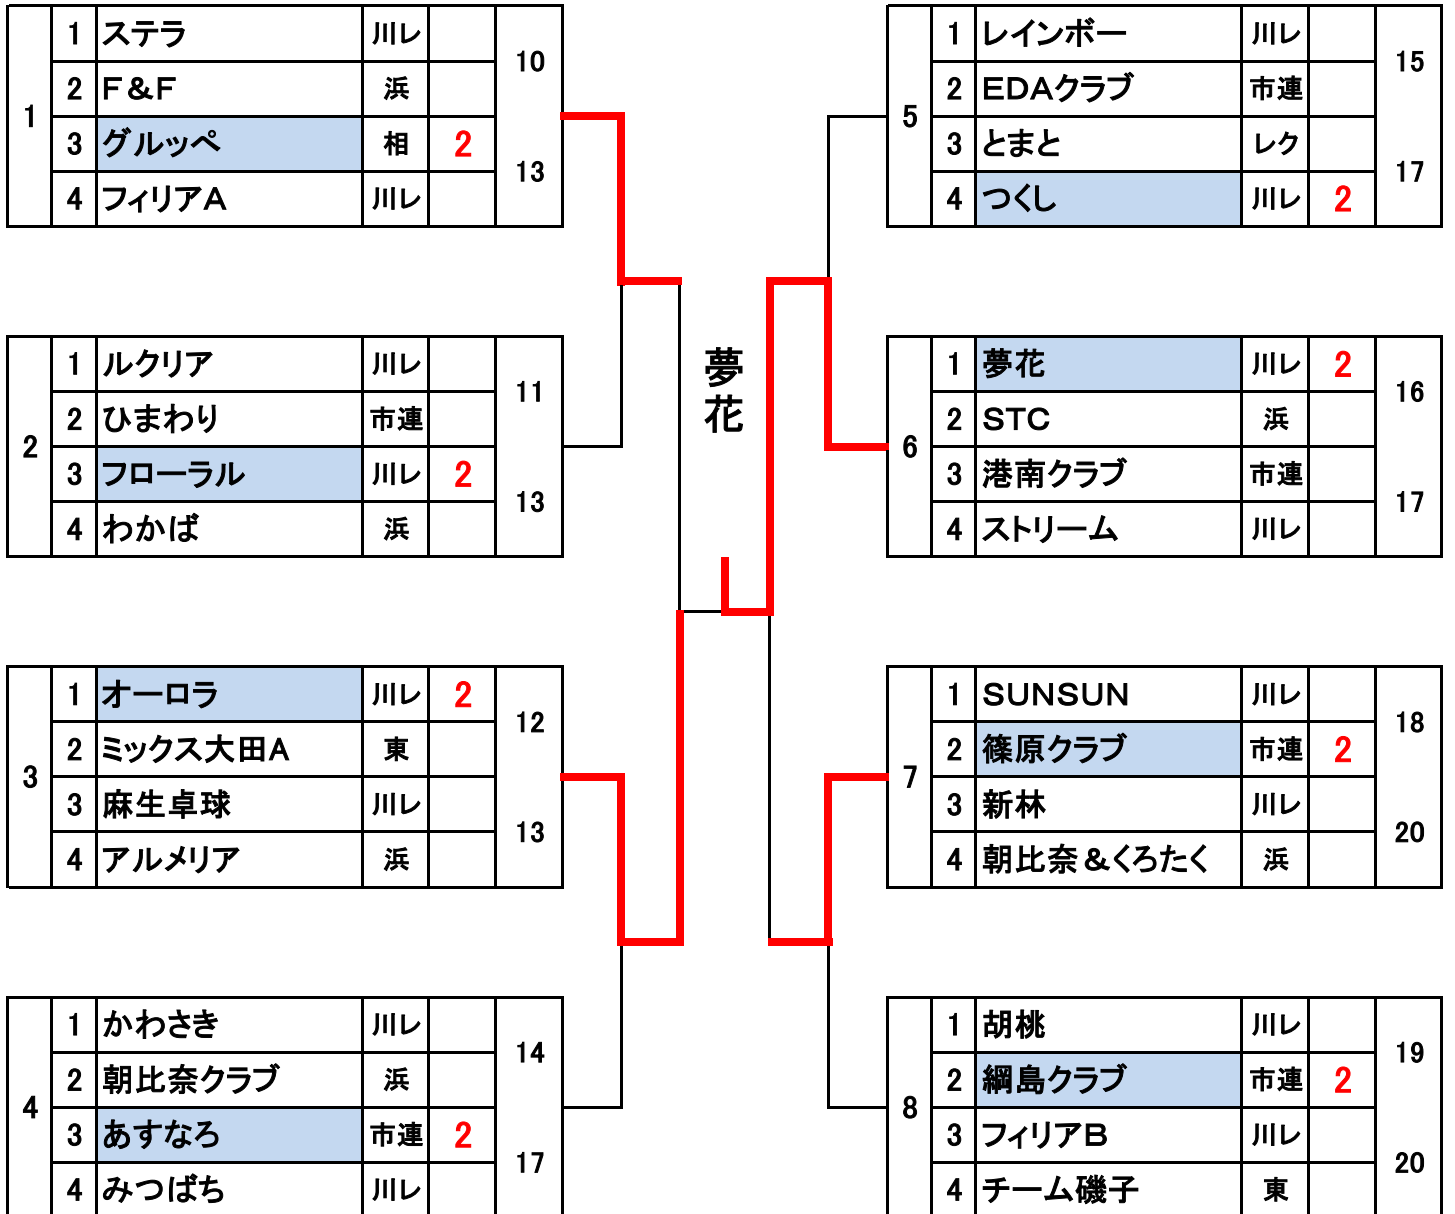 1
1 ステラ 川レ
2 F&F 浜
3 グルッペ 相 2
4 フィリアA 川レ
10
13
2
1 ルクリア 川レ
2 ひまわり 市連
3 フローラル 川レ 2
4 わかば 浜
11
13
3
1 オーロラ 川レ 2
2 ミックス大田A 東
3 麻生卓球 川レ
4 アルメリア 浜
12
13
4
1 かわさき 川レ
2 朝比奈クラブ 浜
3 あすなろ 市連 2
4 みつばち 川レ
14
17
夢花
5
1 レインボー 川レ
2 EDAクラブ 市連
3 とまと レク
4 つくし 川レ 2
15
17
6
1 夢花 川レ 2
2 STC 浜
3 港南クラブ 市連
4 ストリーム 川レ
16
17
7
1 SUNSUN 川レ
2 篠原クラブ 市連 2
3 新林 川レ
4 朝比奈&くろたく 浜
18
20
8
1 胡桃 川レ
2 綱島クラブ 市連 2
3 フィリアB 川レ
4 チーム磯子 東
19
20